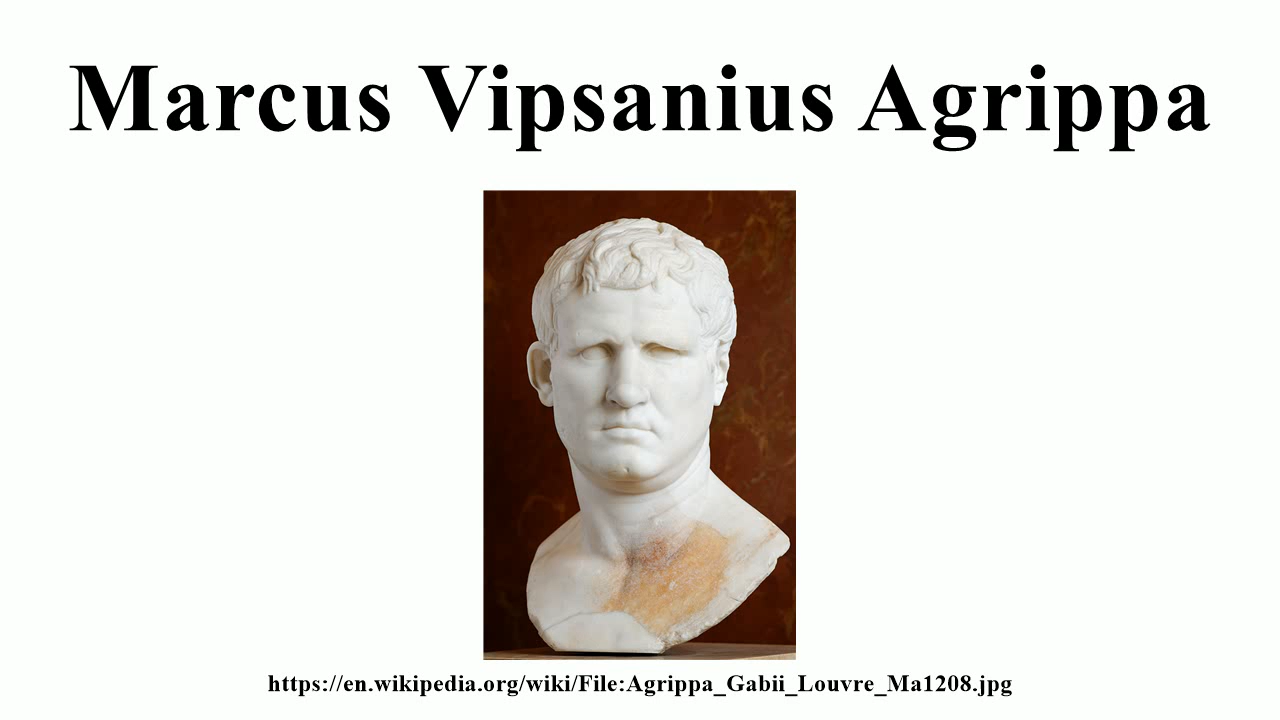 Marcus Vipsanius Agrippa
https://en.wikipedia.org/wiki/File:Agrippa_Gabii_Louvre_Ma1208.jpg